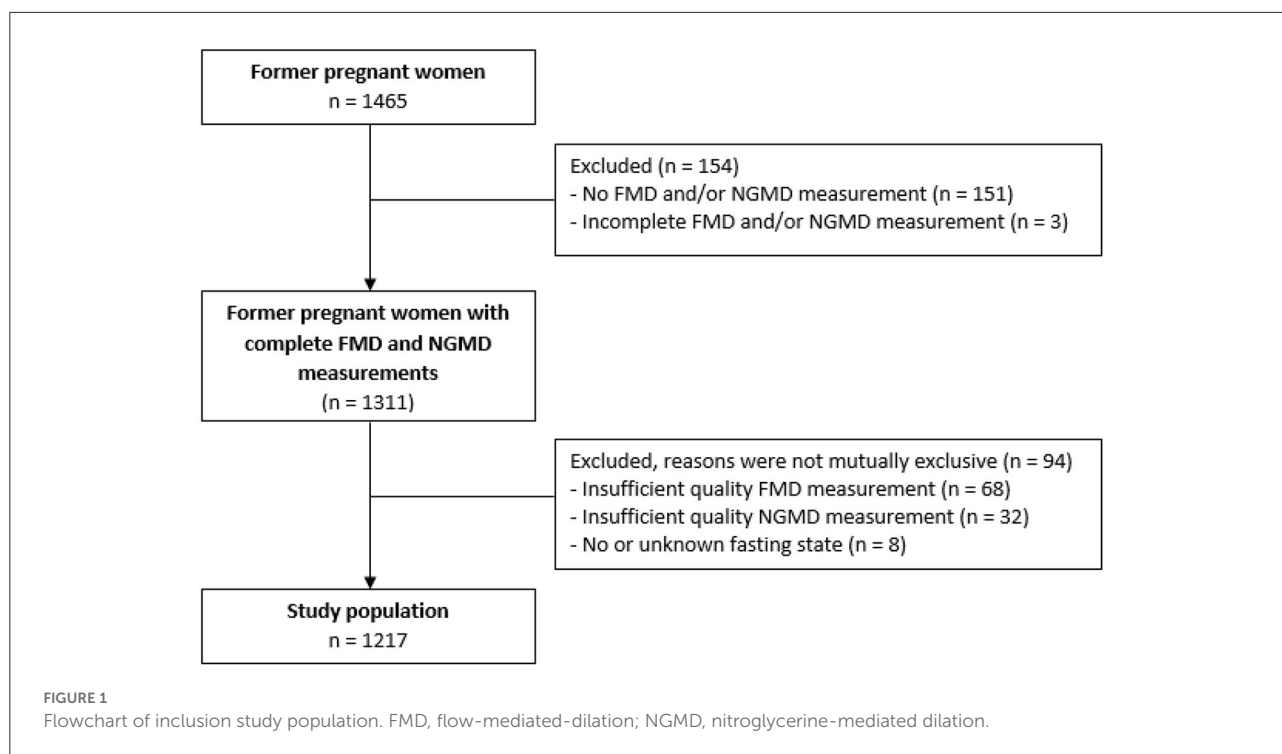 Former pregnant women
n = 1465
Excluded (n = 154)
- No FMD and/or NGMD measurement (n = 151)
- Incomplete FMD and/or NGMD measurement (n = 3)
Former pregnant women with
complete FMD and NGMD
measurements
(n = 1311)
Excluded, reasons were not mutually exclusive (n = 94)
- Insufficient quality FMD measurement (n = 68)
- Insufficient quality NGMD measurement (n = 32)
- No or unknown fasting state (n = 8)
Study population
n = 1217
FIGURE 1
Flowchart of inclusion study population. FMD, flow-mediated-dilation; NGMD, nitroglycerine-mediated dilation.